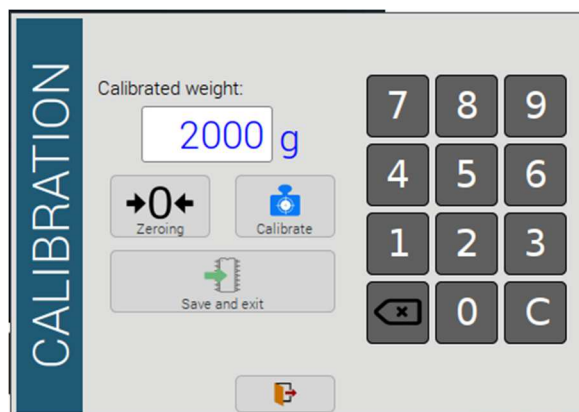 CALIBRATION
Calibrated weight:
2000 g
0
Zeroing
Calibrate
Save and exit
7 8 9
4 5 6
1 2 3
0 C